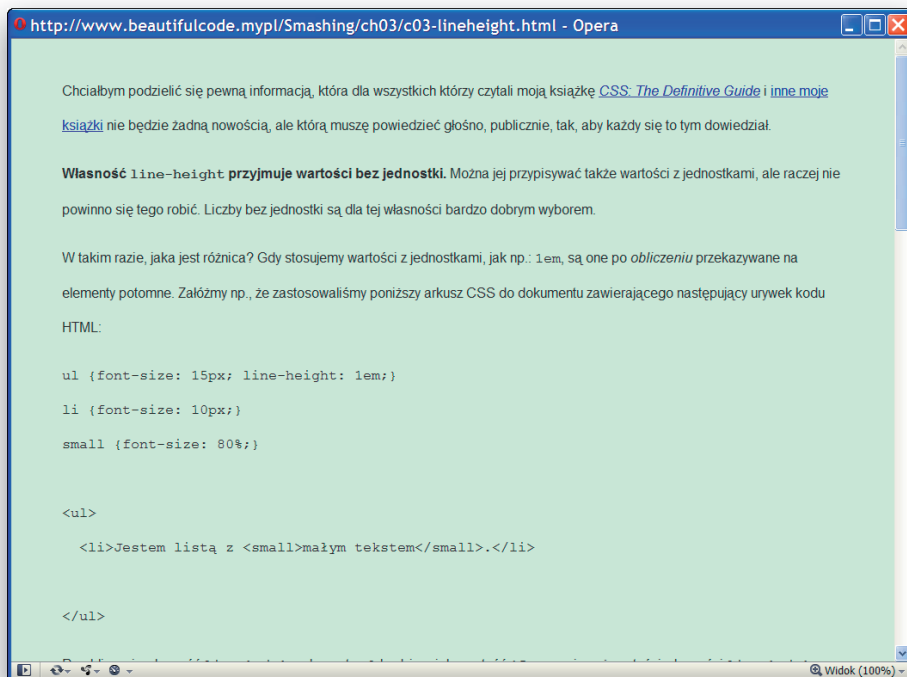 http://www.beautifulcode.mypl/Smashing/ch03/c03-lineheight.html - Opera
Chciałbym podzielić się pewną informacją, która dla wszystkich którzy czytali moją książkę CSS: The Definitive Guide i inne moje
książki nie będzie żadną nowością, ale którą muszę powiedzieć głośno, publicznie, tak, aby każdy się to tym dowiedział.
Własność line-height przyjmuje wartości bez jednostki. Można jej przypisywać także wartości z jednostkami, ale raczej nie
powinno się tego robić. Liczby bez jednostki są dla tej własności bardzo dobrym wyborem.
W takim razie, jaka jest różnica? Gdy stosujemy wartości z jednostkami, jak np.: 1em, są one po obliczeniu przekazywane na
elementy potomne. Załóżmy np., że zastosowaliśmy poniższy arkusz CSS do dokumentu zawierającego następujący urywek kodu
HTML:
ul {font-size: 15px; line-height: 1em;}
li {font-size: 10px;}
small {font-size: 80%;}
<ul>
<li>Jestem listą z <small>małym tekstem</small>.</li>
</ul>
Widok (100%)